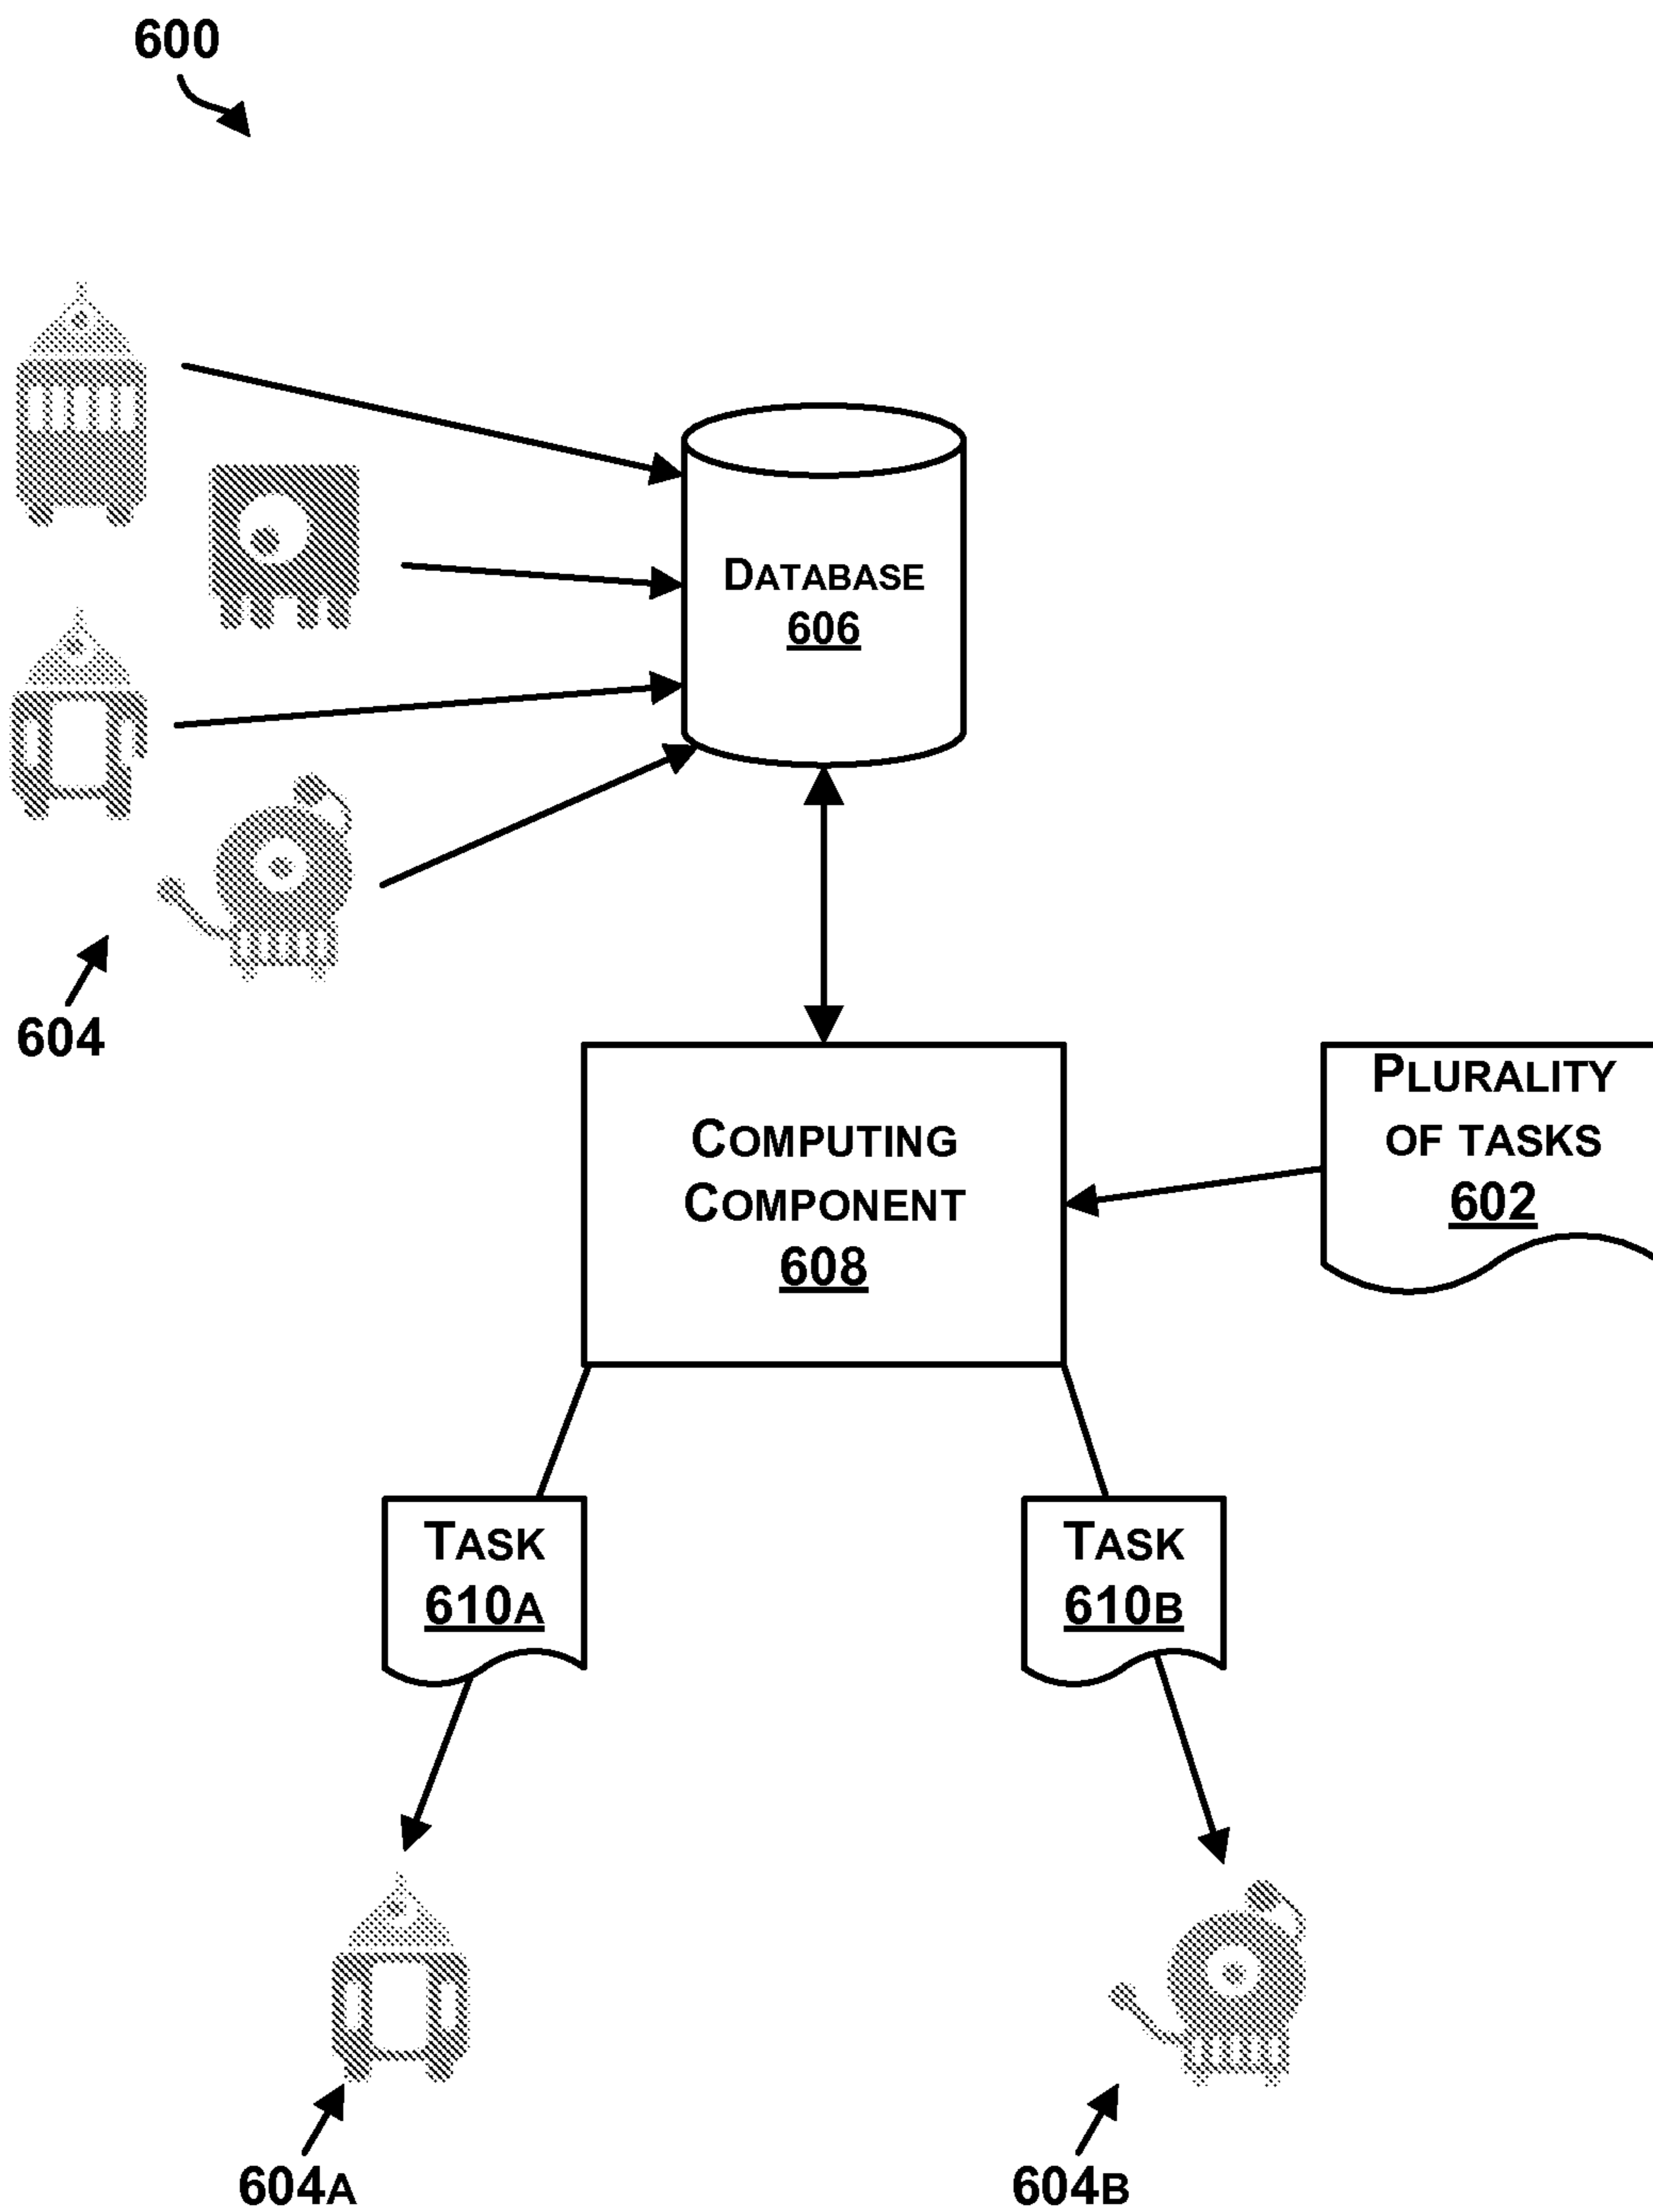 600
DATABASE
606
604
COMPUTING
COMPONENT
608
PLURALITY
OF TASKS
602
TASK
610A
TASK
610B
604A
604B